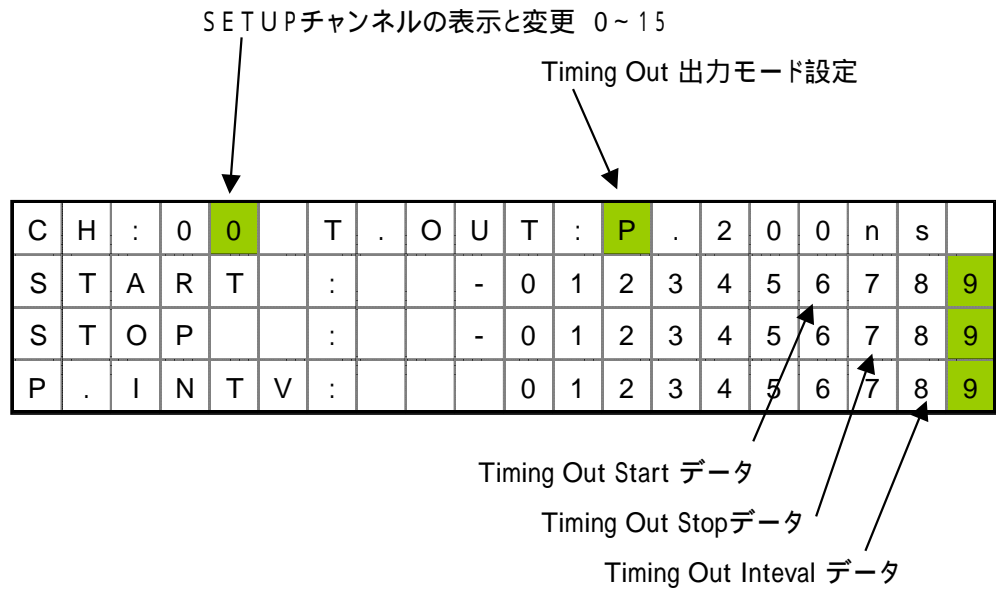 SETUPチャンネルの表示と変更 0~15
Timing Out 出力モード設定
CH:00 T.OUT:P.200ns
START : -0123456789
STOP : -0123456789
P.INTV: 0123456789
Timing Out Start データ
Timing Out Stopデータ
Timing Out Inteval データ